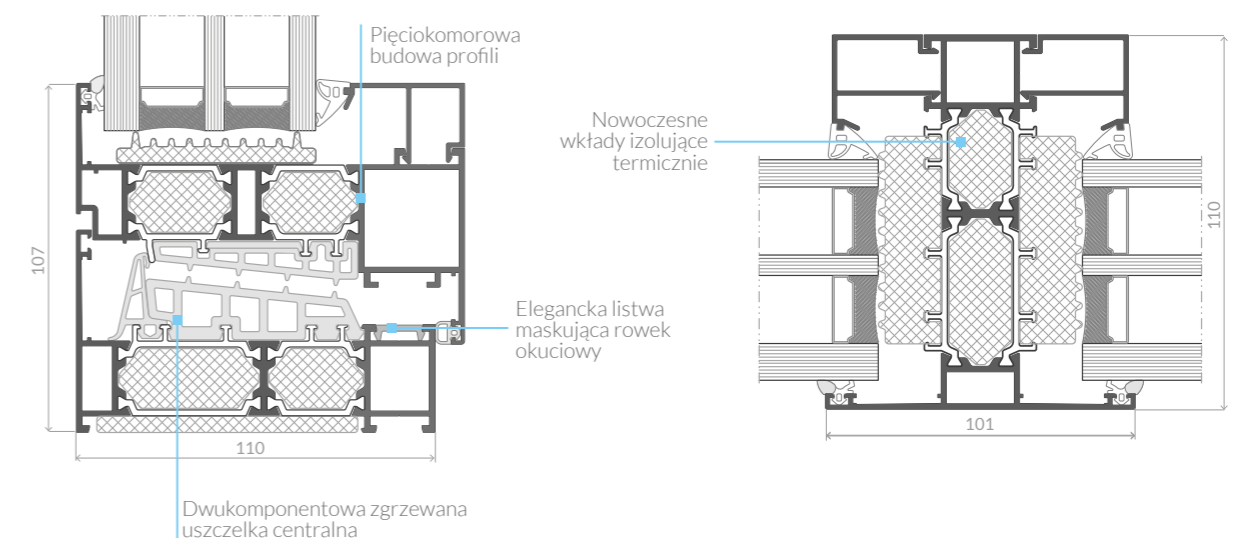 Pięciokomorowa
budowa profili
107
110
Elegancka listwa
maskująca rowek
okuciowy
Dwukomponentowa zgrzewana
uszczelka centralna
Nowoczesne
wkłady izolujące
termicznie
110
101